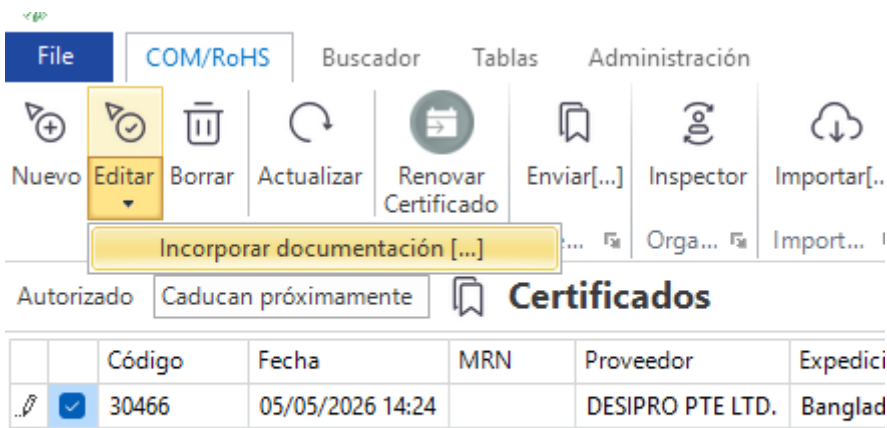 File COM/RoHS Buscador Tablas Administración
Nuevo Editar Borrar Actualizar Renovar Certificado Enviar[...] Inspector Importar[...
Incorporar documentación [...] ... Orga... Import...
Autorizado Caducan próximamente Certificados
Código Fecha MRN Proveedor Expedici
30466 05/05/2026 14:24 DESIPRO PTE LTD. Banglad